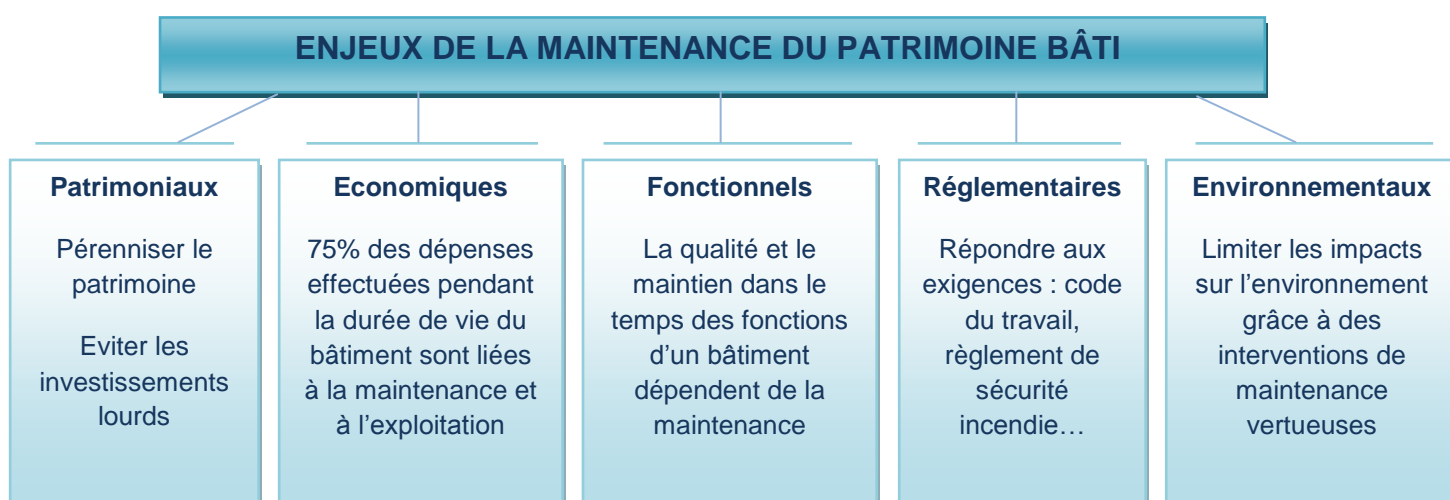 ENJEUX DE LA MAINTENANCE DU PATRIMOINE BÂTI
Patrimoniaux
Pérenniser le
patrimoine
Eviter les
investissements
lourds
Economiques
75% des dépenses
effectuées pendant
la durée de vie du
bâtiment sont liées
à la maintenance et
à l’exploitation
Fonctionnels
La qualité et le
maintien dans le
temps des fonctions
d’un bâtiment
dépendent de la
maintenance
Réglementaires
Répondre aux
exigences : code
du travail,
règlement de
sécurité
incendie…
Environnementaux
Limiter les impacts
sur l’environnement
grâce à des
interventions de
maintenance
vertueuses